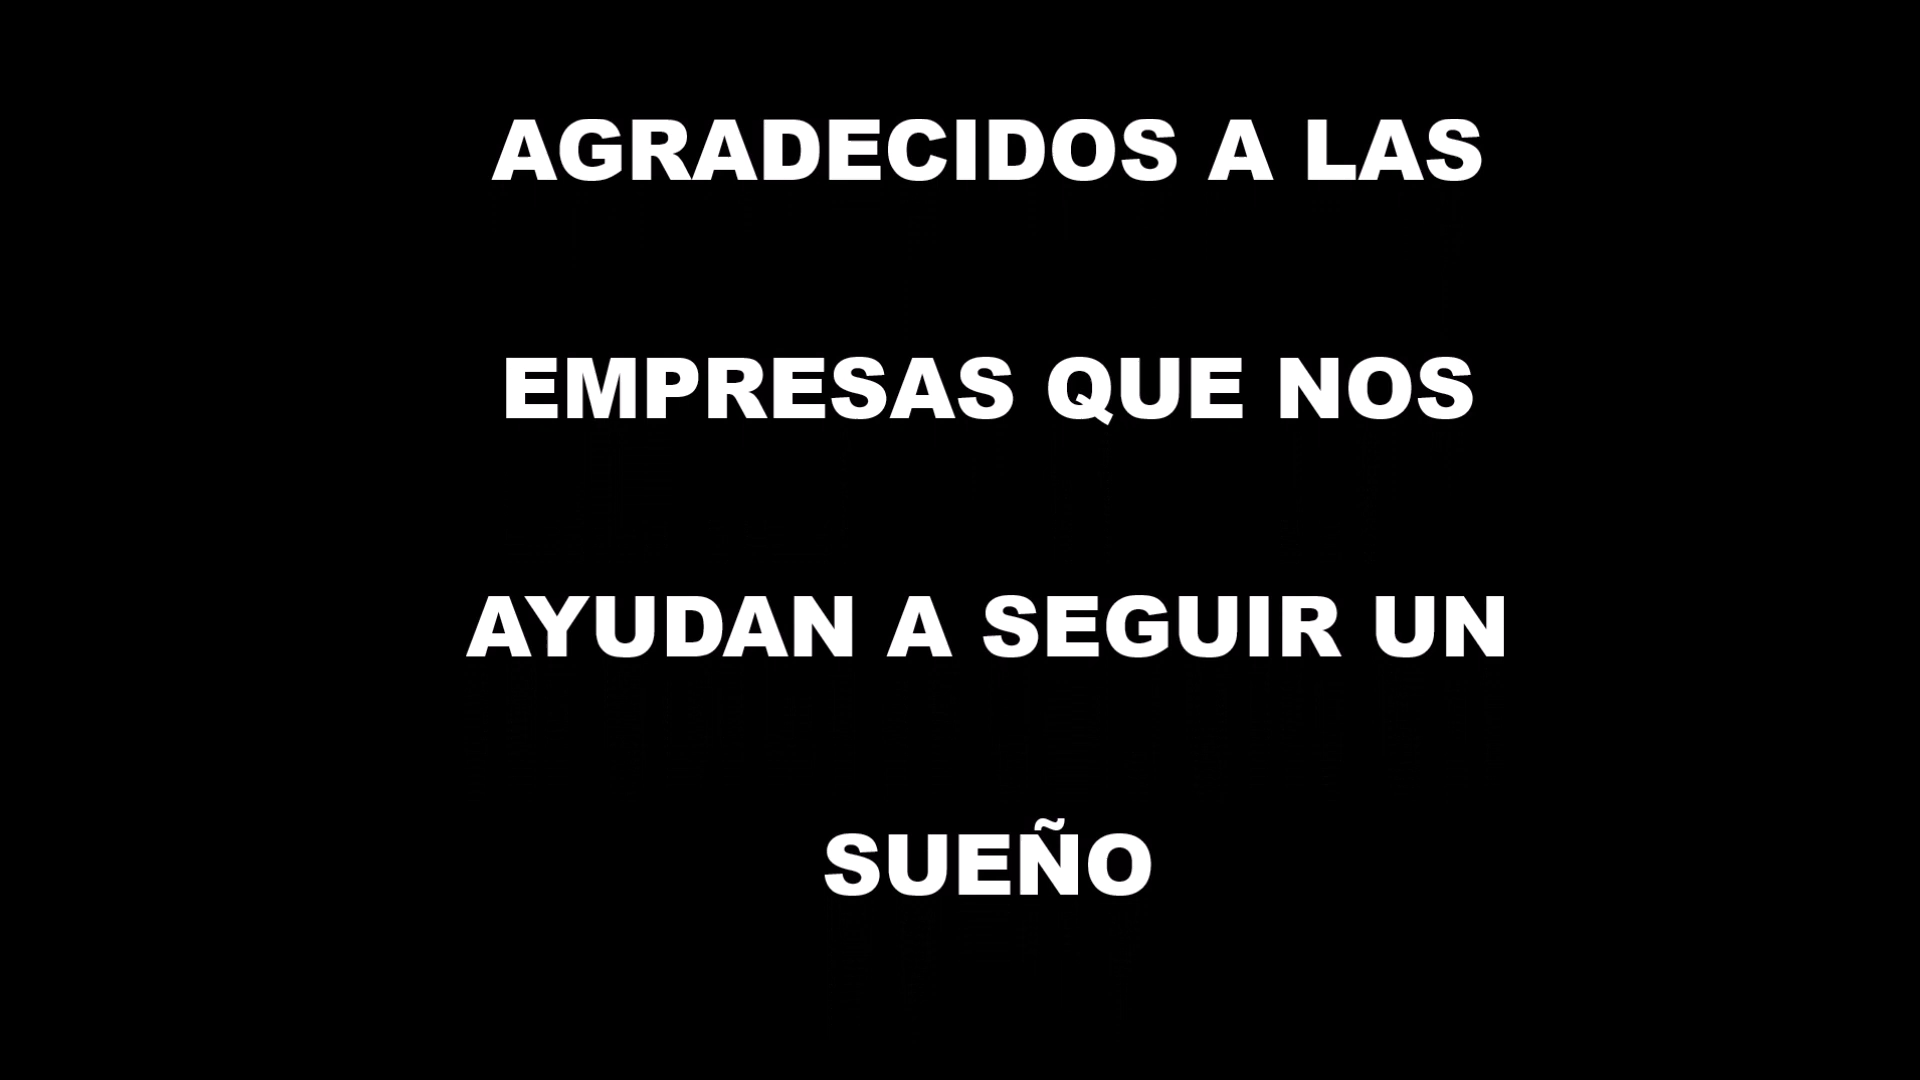 AGRADECIDOS A LAS
EMPRESAS QUE NOS
AYUDAN A SEGUIR UN
SUEÑO